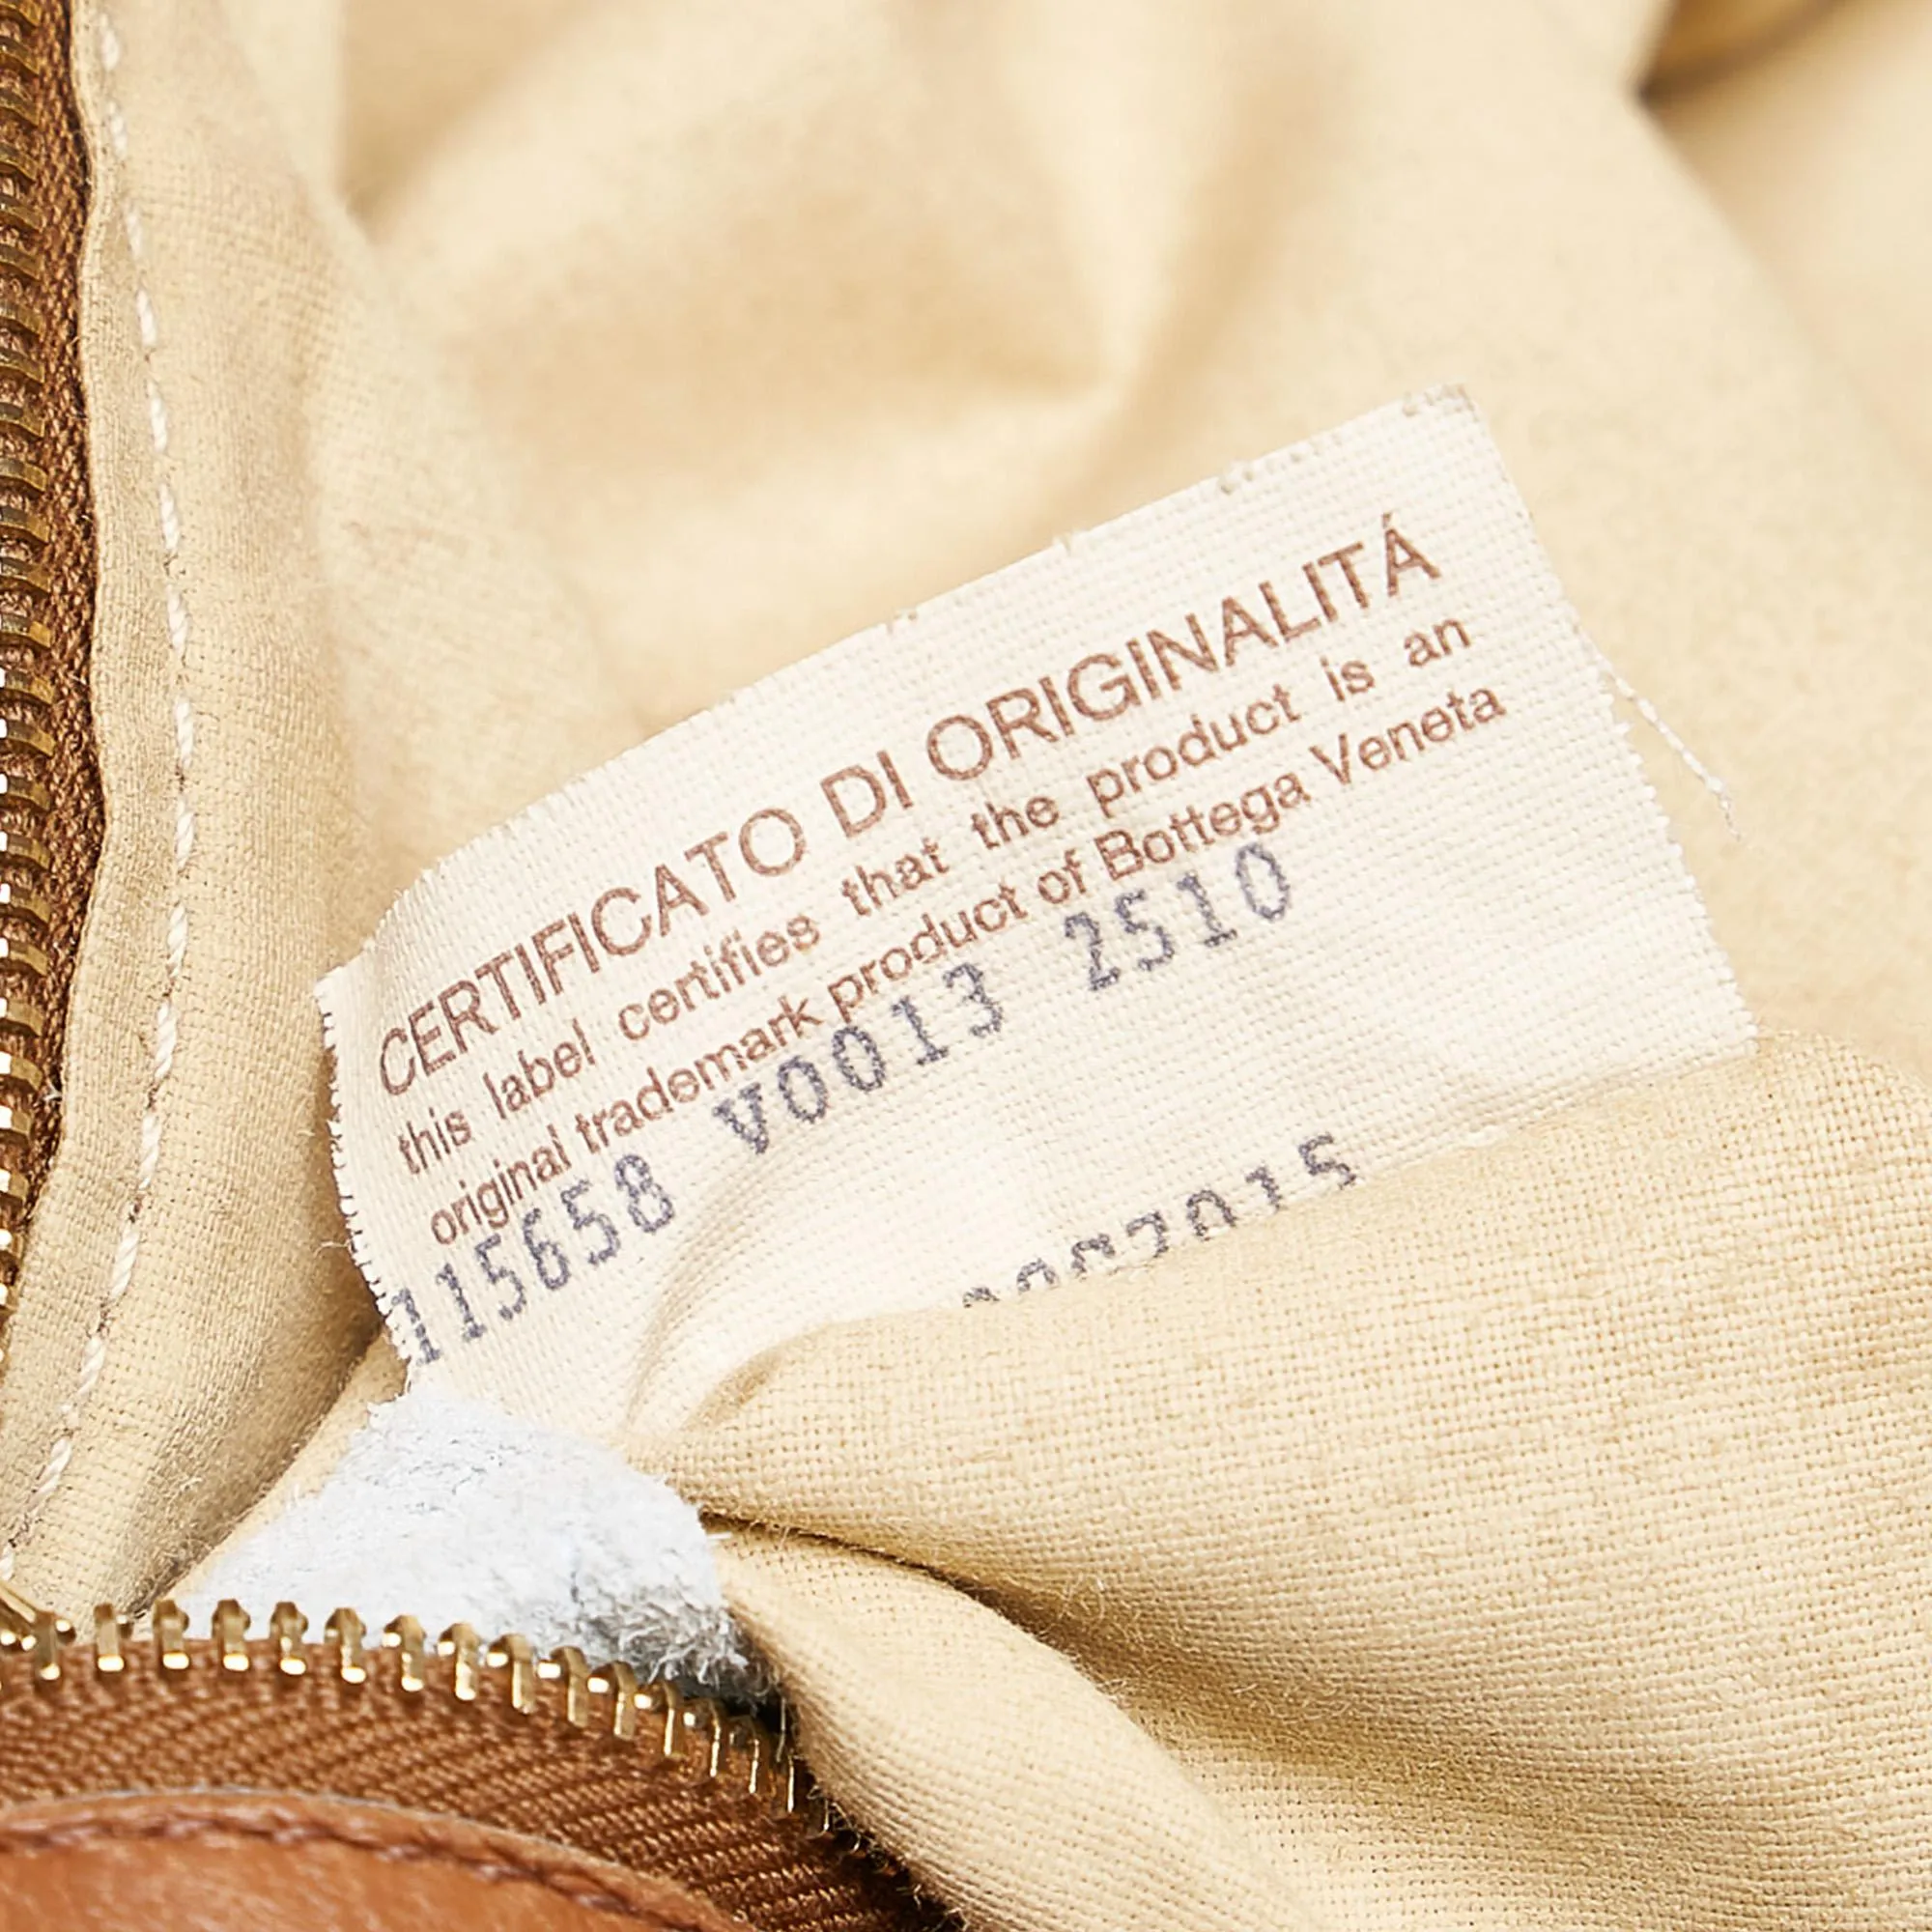 CERTIFICATO DI ORIGINALITÁ
this label certifies that the product is an
original trademark product of Bottega Veneta
115658 V0013 2510